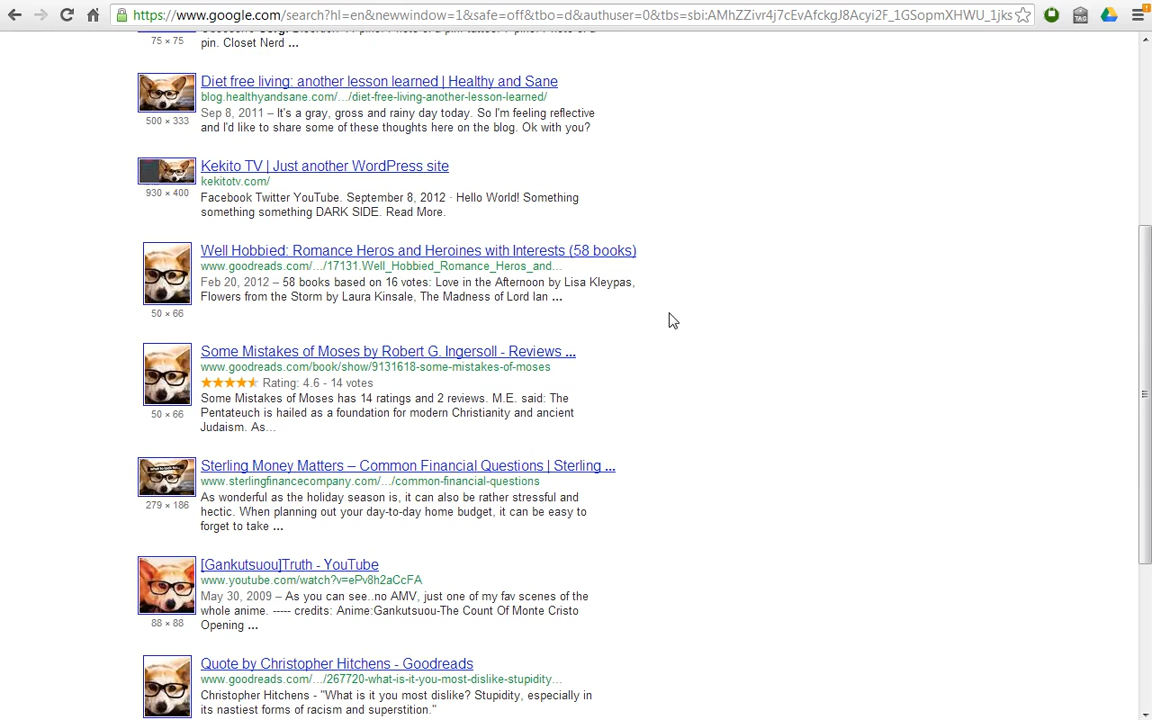 https://www.google.com/search?hl=en&newwindow=1&safe=off&tbo=d&authuser=0&tbs=sbi:AMhZZivr4j7cEvAfckgJ8Acyi2F_1GSopmXHWU_1jks
75 × 75
pin. Closet Nerd ...
Diet free living: another lesson learned | Healthy and Sane
blog.healthyandsane.com/.../diet-free-living-another-lesson-learned/
Sep 8, 2011 – It's a gray, gross and rainy day today. So I'm feeling reflective
and I'd like to share some of these thoughts here on the blog. Ok with you?
500 × 333
Kekito TV | Just another WordPress site
kekitotv.com/
Facebook Twitter YouTube. September 8, 2012 · Hello World! Something
something something DARK SIDE. Read More.
930 × 400
Well Hobbied: Romance Heros and Heroines with Interests (58 books)
www.goodreads.com/.../17131.Well_Hobbied_Romance_Heros_and...
Feb 20, 2012 – 58 books based on 16 votes: Love in the Afternoon by Lisa Kleypas,
Flowers from the Storm by Laura Kinsale, The Madness of Lord Ian ...
50 × 66
Some Mistakes of Moses by Robert G. Ingersoll - Reviews ...
www.goodreads.com/book/show/9131618-some-mistakes-of-moses
Rating: 4.6 - 14 votes
Some Mistakes of Moses has 14 ratings and 2 reviews. M.E. said: The
Pentateuch is hailed as a foundation for modern Christianity and ancient
Judaism. As...
50 × 66
Sterling Money Matters – Common Financial Questions | Sterling ...
www.sterlingfinancecompany.com/.../common-financial-questions
As wonderful as the holiday season is, it can also be rather stressful and
hectic. When planning out your day-to-day home budget, it can be easy to
forget to take ...
279 × 186
[Gankutsuou]Truth - YouTube
www.youtube.com/watch?v=ePv8h2aCcFA
May 30, 2009 – As you can see..no AMV, just one of my fav scenes of the
whole anime. ----- credits: Anime:Gankutsuou-The Count Of Monte Cristo
Opening ...
88 × 88
Quote by Christopher Hitchens - Goodreads
www.goodreads.com/.../267720-what-is-it-you-most-dislike-stupidity...
Christopher Hitchens - "What is it you most dislike? Stupidity, especially in
its nastiest forms of racism and superstition."